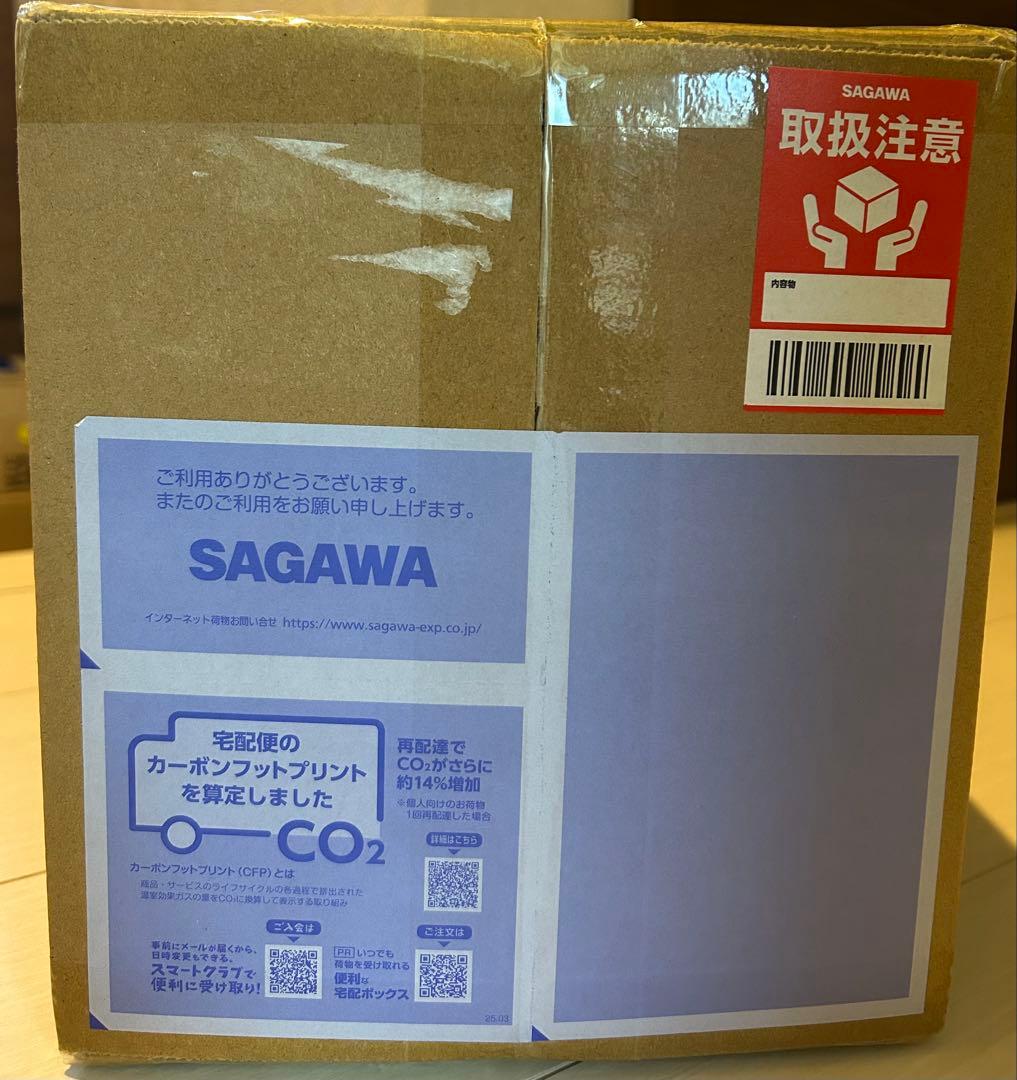 SAGAWA
取扱注意
内容物
ご利用ありがとうございます。
またのご利用をお願い申し上げます。
SAGAWA
インターネット荷物お問い合せ https://www.sagawa-exp.co.jp/
宅配便の
カーボンフットプリント
を算定しました
CO₂
再配達で
CO₂がさらに
約14%増加
※個人向けのお荷物
1回再配達した場合
詳細はこちら
カーボンフットプリント(CFP)とは
商品・サービスのライフサイクルの各過程で排出された
温室効果ガスの量をCO₂に換算して表示する取り組み
事前にメールが届くから、
日時変更もできる。
スマートクラブで
便利に受け取り!
ご入会は
PR いつでも
荷物を受け取れる
便利な
宅配ボックス
ご注文は
25.03